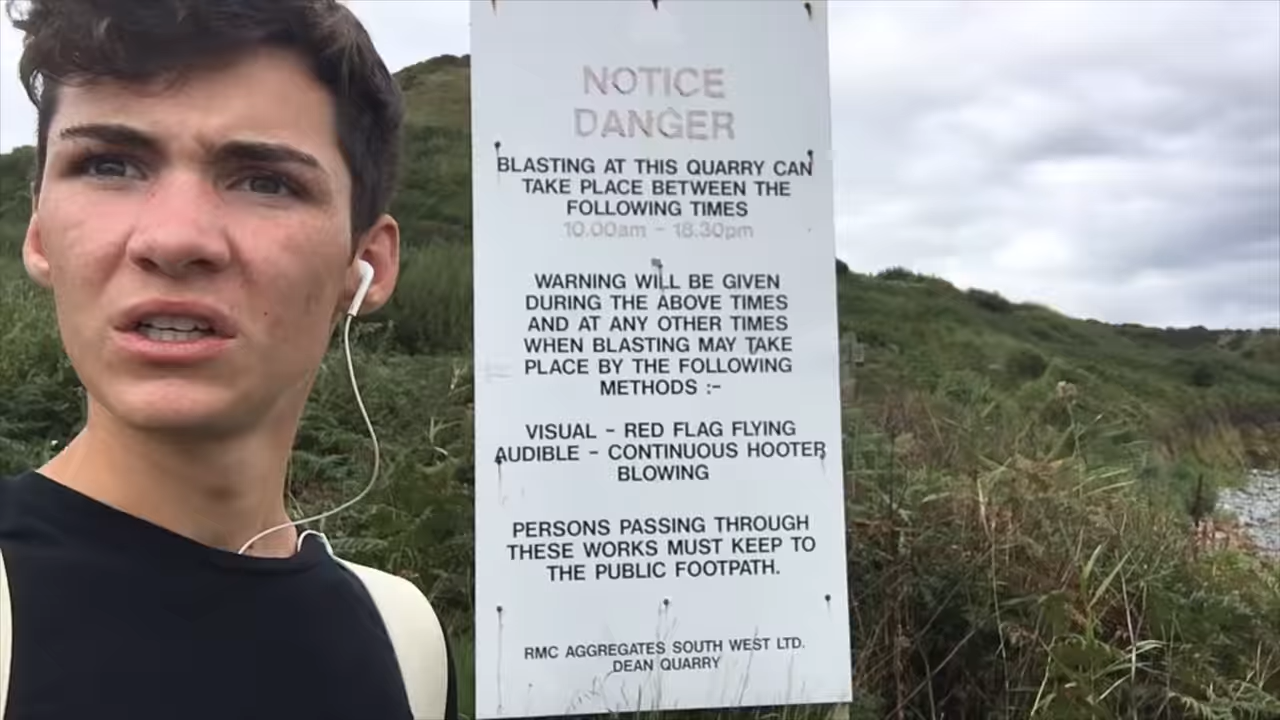 NOTICE
DANGER
BLASTING AT THIS QUARRY CAN
TAKE PLACE BETWEEN THE
FOLLOWING TIMES
10.00am - 18.30pm
WARNING WILL BE GIVEN
DURING THE ABOVE TIMES
AND AT ANY OTHER TIMES
WHEN BLASTING MAY TAKE
PLACE BY THE FOLLOWING
METHODS :-
VISUAL - RED FLAG FLYING
AUDIBLE - CONTINUOUS HOOTER
BLOWING
PERSONS PASSING THROUGH
THESE WORKS MUST KEEP TO
THE PUBLIC FOOTPATH.
RMC AGGREGATES SOUTH WEST LTD.
DEAN QUARRY